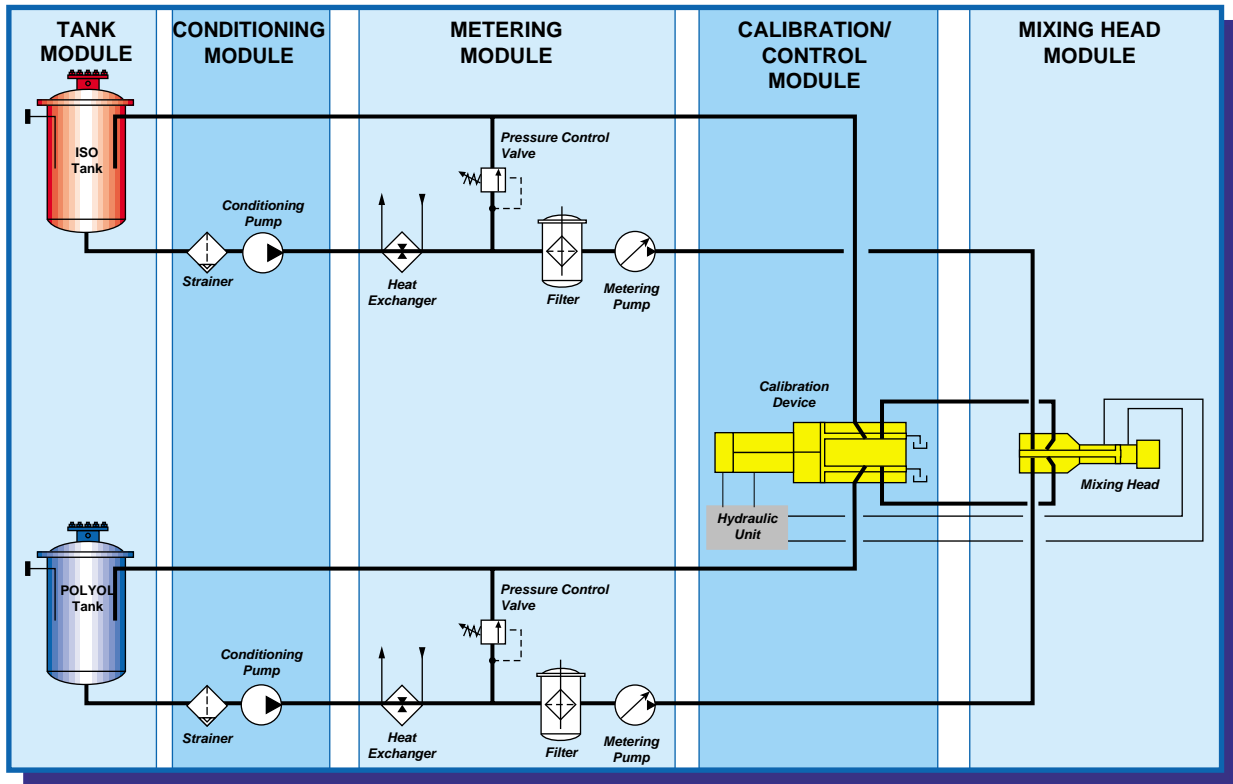 TANK
MODULE
CONDITIONING
MODULE
METERING
MODULE
CALIBRATION/
CONTROL
MODULE
MIXING HEAD
MODULE
ISO
Tank
Pressure Control
Valve
Conditioning
Pump
Strainer
Heat
Exchanger
Filter
Metering
Pump
Calibration
Device
Mixing Head
Hydraulic
Unit
POLYOL
Tank
Pressure Control
Valve
Conditioning
Pump
Strainer
Heat
Exchanger
Filter
Metering
Pump